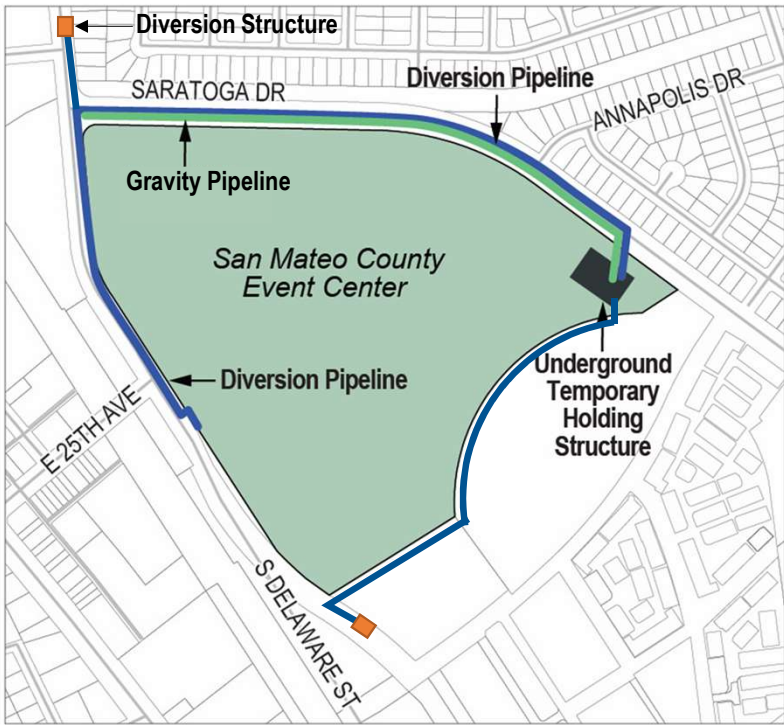 Diversion Structure
SARATOGA DR
Diversion Pipeline
ANNAPOLIS DR
Gravity Pipeline
San Mateo County
Event Center
Diversion Pipeline
Underground
Temporary
Holding
Structure
E 25TH AVE
S DELAWARE ST